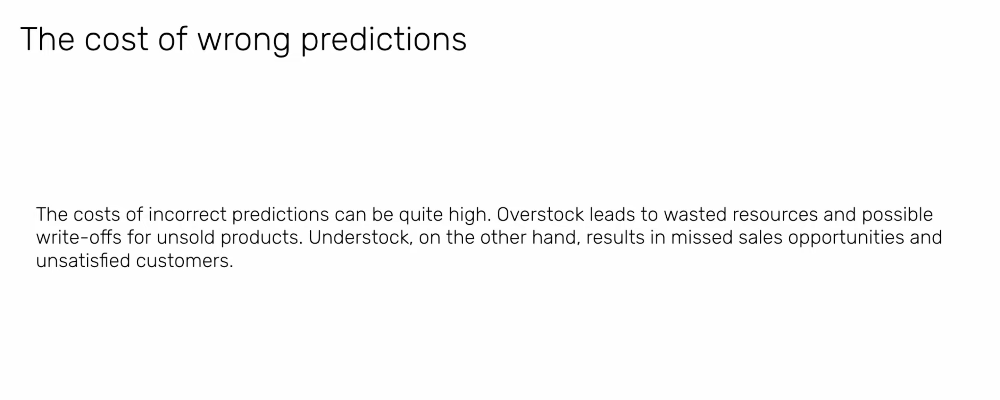 The cost of wrong predictions
The costs of incorrect predictions can be quite high. Overstock leads to wasted resources and possible
write-offs for unsold products. Understock, on the other hand, results in missed sales opportunities and
unsatisfied customers.